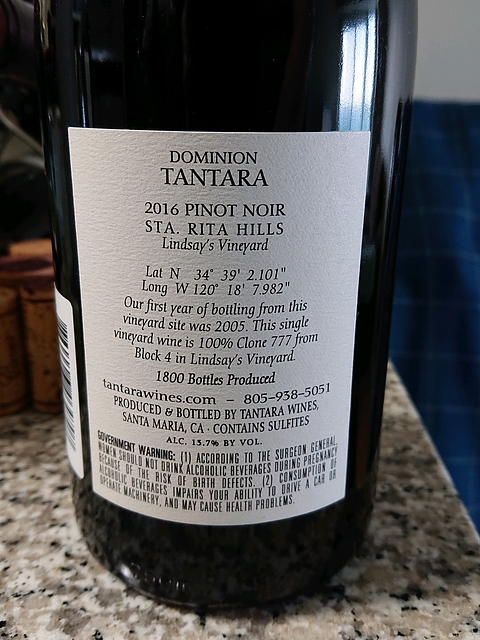 DOMINION
TANTARA
2016 PINOT NOIR
STA. RITA HILLS
Lindsay's Vineyard
Lat N 34° 39' 2.101"
Long W 120° 18' 7.982"
Our first year of bottling from this
vineyard site was 2005. This single
vineyard wine is 100% Clone 777 from
Block 4 in Lindsay's Vineyard.
1800 Bottles Produced
tantarawines.com – 805-938-5051
PRODUCED & BOTTLED BY TANTARA WINES,
SANTA MARIA, CA · CONTAINS SULFITES
ALC. 13.7% BY VOL.
GOVERNMENT WARNING: (1) ACCORDING TO THE SURGEON GENERAL,
WOMEN SHOULD NOT DRINK ALCOHOLIC BEVERAGES DURING PREGNANCY
BECAUSE OF THE RISK OF BIRTH DEFECTS. (2) CONSUMPTION OF
ALCOHOLIC BEVERAGES IMPAIRS YOUR ABILITY TO DRIVE A CAR OR
OPERATE MACHINERY, AND MAY CAUSE HEALTH PROBLEMS.